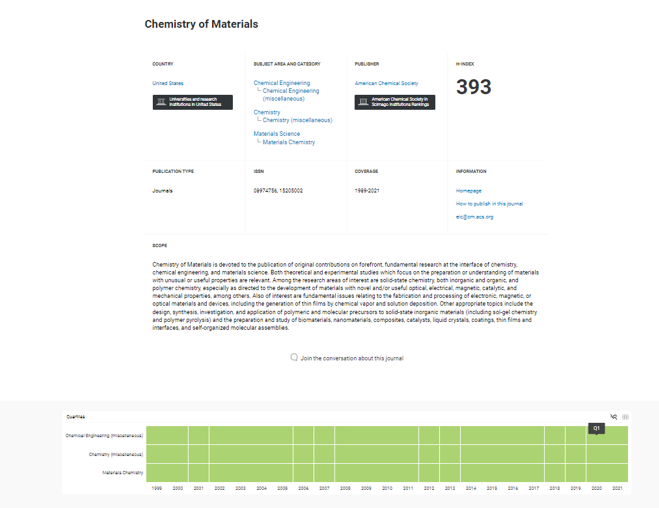 Chemistry of Materials
COUNTRY
SUBJECT AREA AND CATEGORY
PUBLISHER
H-INDEX
United States
Universities and research
institutions in United States
Chemical Engineering
Chemical Engineering
(miscellaneous)
Chemistry
Chemistry (miscellaneous)
Materials Science
Materials Chemistry
American Chemical Society
American Chemical Society in
Scimago Institutions Rankings
393
PUBLICATION TYPE
ISSN
COVERAGE
INFORMATION
Journals
08974756, 15205002
1989-2021
Homepage
How to publish in this journal
eic@cm.acs.org
SCOPE
Chemistry of Materials is devoted to the publication of original contributions on forefront, fundamental research at the interface of chemistry,
chemical engineering, and materials science. Both theoretical and experimental studies which focus on the preparation or understanding of materials
with unusual or useful properties are relevant. Among the research areas of interest are solid-state chemistry, both inorganic and organic, and
polymer chemistry, especially as directed to the development of materials with novel and/or useful optical, electrical, magnetic, catalytic, and
mechanical properties, among others. Also of interest are fundamental issues relating to the fabrication and processing of electronic, magnetic, or
optical materials and devices, including the generation of thin films by chemical vapor and solution deposition. Other appropriate topics include the
design, synthesis, investigation, and application of polymeric and molecular precursors to solid-state inorganic materials (including sol-gel chemistry
and polymer pyrolysis) and the preparation and study of biomaterials, nanomaterials, composites, catalysts, liquid crystals, coatings, thin films and
interfaces, and self-organized molecular assemblies.
Join the conversation about this journal
Quartiles
Q1
Chemical Engineering (miscellaneous)
Chemistry (miscellaneous)
Materials Chemistry
1999 2000 2001 2002 2003 2004 2005 2006 2007 2008 2009 2010 2011 2012 2013 2014 2015 2016 2017 2018 2019 2020 2021